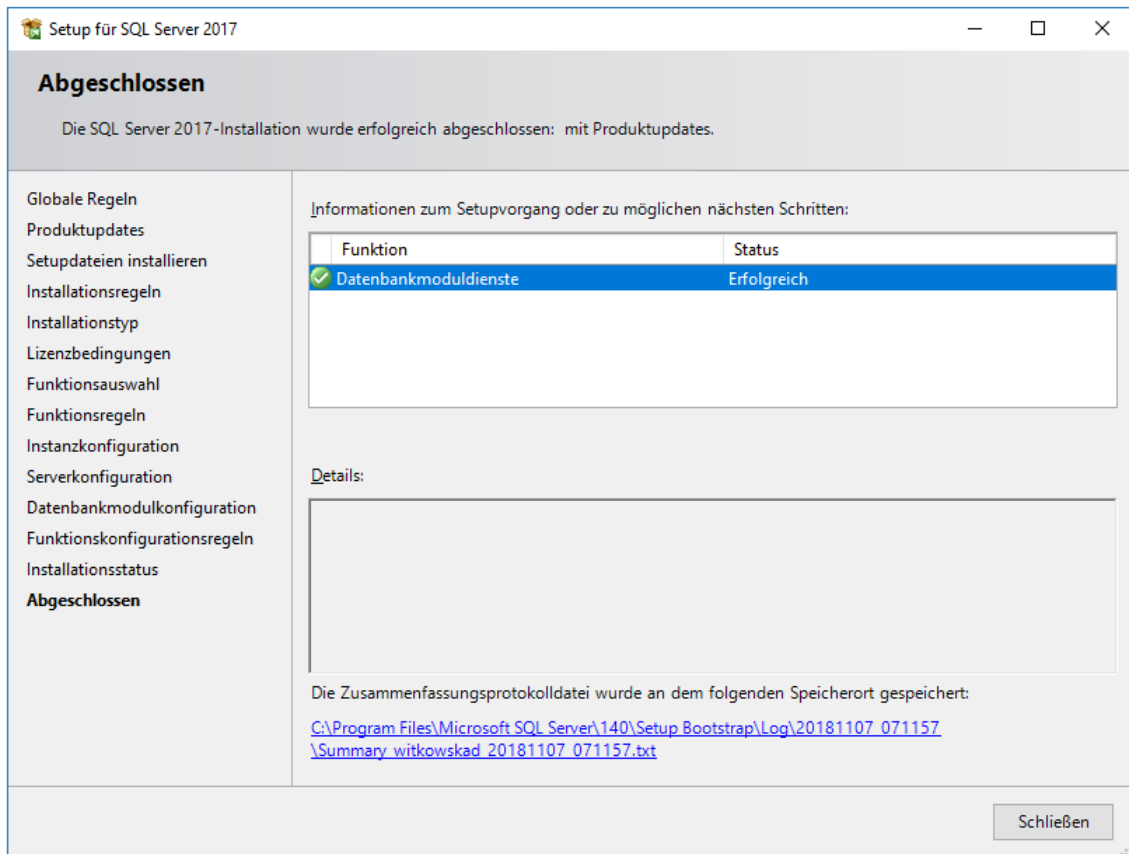 Setup für SQL Server 2017
Abgeschlossen
Die SQL Server 2017-Installation wurde erfolgreich abgeschlossen:  mit Produktupdates.
Globale Regeln
Produktupdates
Setupdateien installieren
Installationsregeln
Installationstyp
Lizenzbedingungen
Funktionsauswahl
Funktionsregeln
Instanzkonfiguration
Serverkonfiguration
Datenbankmodulkonfiguration
Funktionskonfigurationsregeln
Installationsstatus
Abgeschlossen
Informationen zum Setupvorgang oder zu möglichen nächsten Schritten:
Funktion Status
Datenbankmoduldienste Erfolgreich
Details:
Die Zusammenfassungsprotokolldatei wurde an dem folgenden Speicherort gespeichert:
C:\Program Files\Microsoft SQL Server\140\Setup Bootstrap\Log\20181107_071157
\Summary_witkowskad_20181107_071157.txt
Schließen